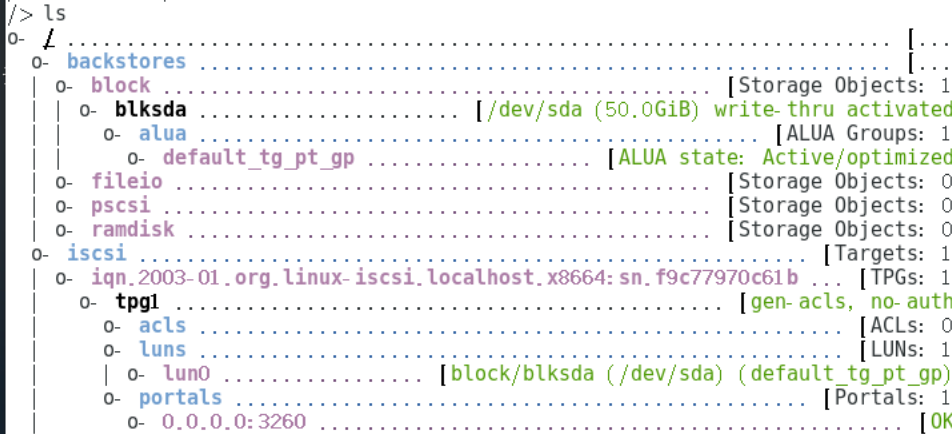 /> ls
o- / ..................................................................... [...
o- backstores ............................................................ [...
| o- block .................................................. [Storage Objects: 1
| | o- blksda ...................... [/dev/sda (50.0GiB) write-thru activated
| | o- alua ............................................... [ALUA Groups: 1
| | o- default_tg_pt_gp ................... [ALUA state: Active/optimized
| o- fileio ................................................. [Storage Objects: 0
| o- pscsi .................................................. [Storage Objects: 0
| o- ramdisk ................................................ [Storage Objects: 0
o- iscsi .............................................................. [Targets: 1
| o- iqn.2003-01.org.linux-iscsi.localhost.x8664:sn.f9c77970c61b ... [TPGs: 1
| o- tpg1 .................................................... [gen-acls, no-auth
| o- acls ...................................................... [ACLs: 0
| o- luns ...................................................... [LUNs: 1
| | o- lun0 ................. [block/blksda (/dev/sda) (default_tg_pt_gp)
| o- portals ................................................ [Portals: 1
| o- 0.0.0.0:3260 .................................................. [OK